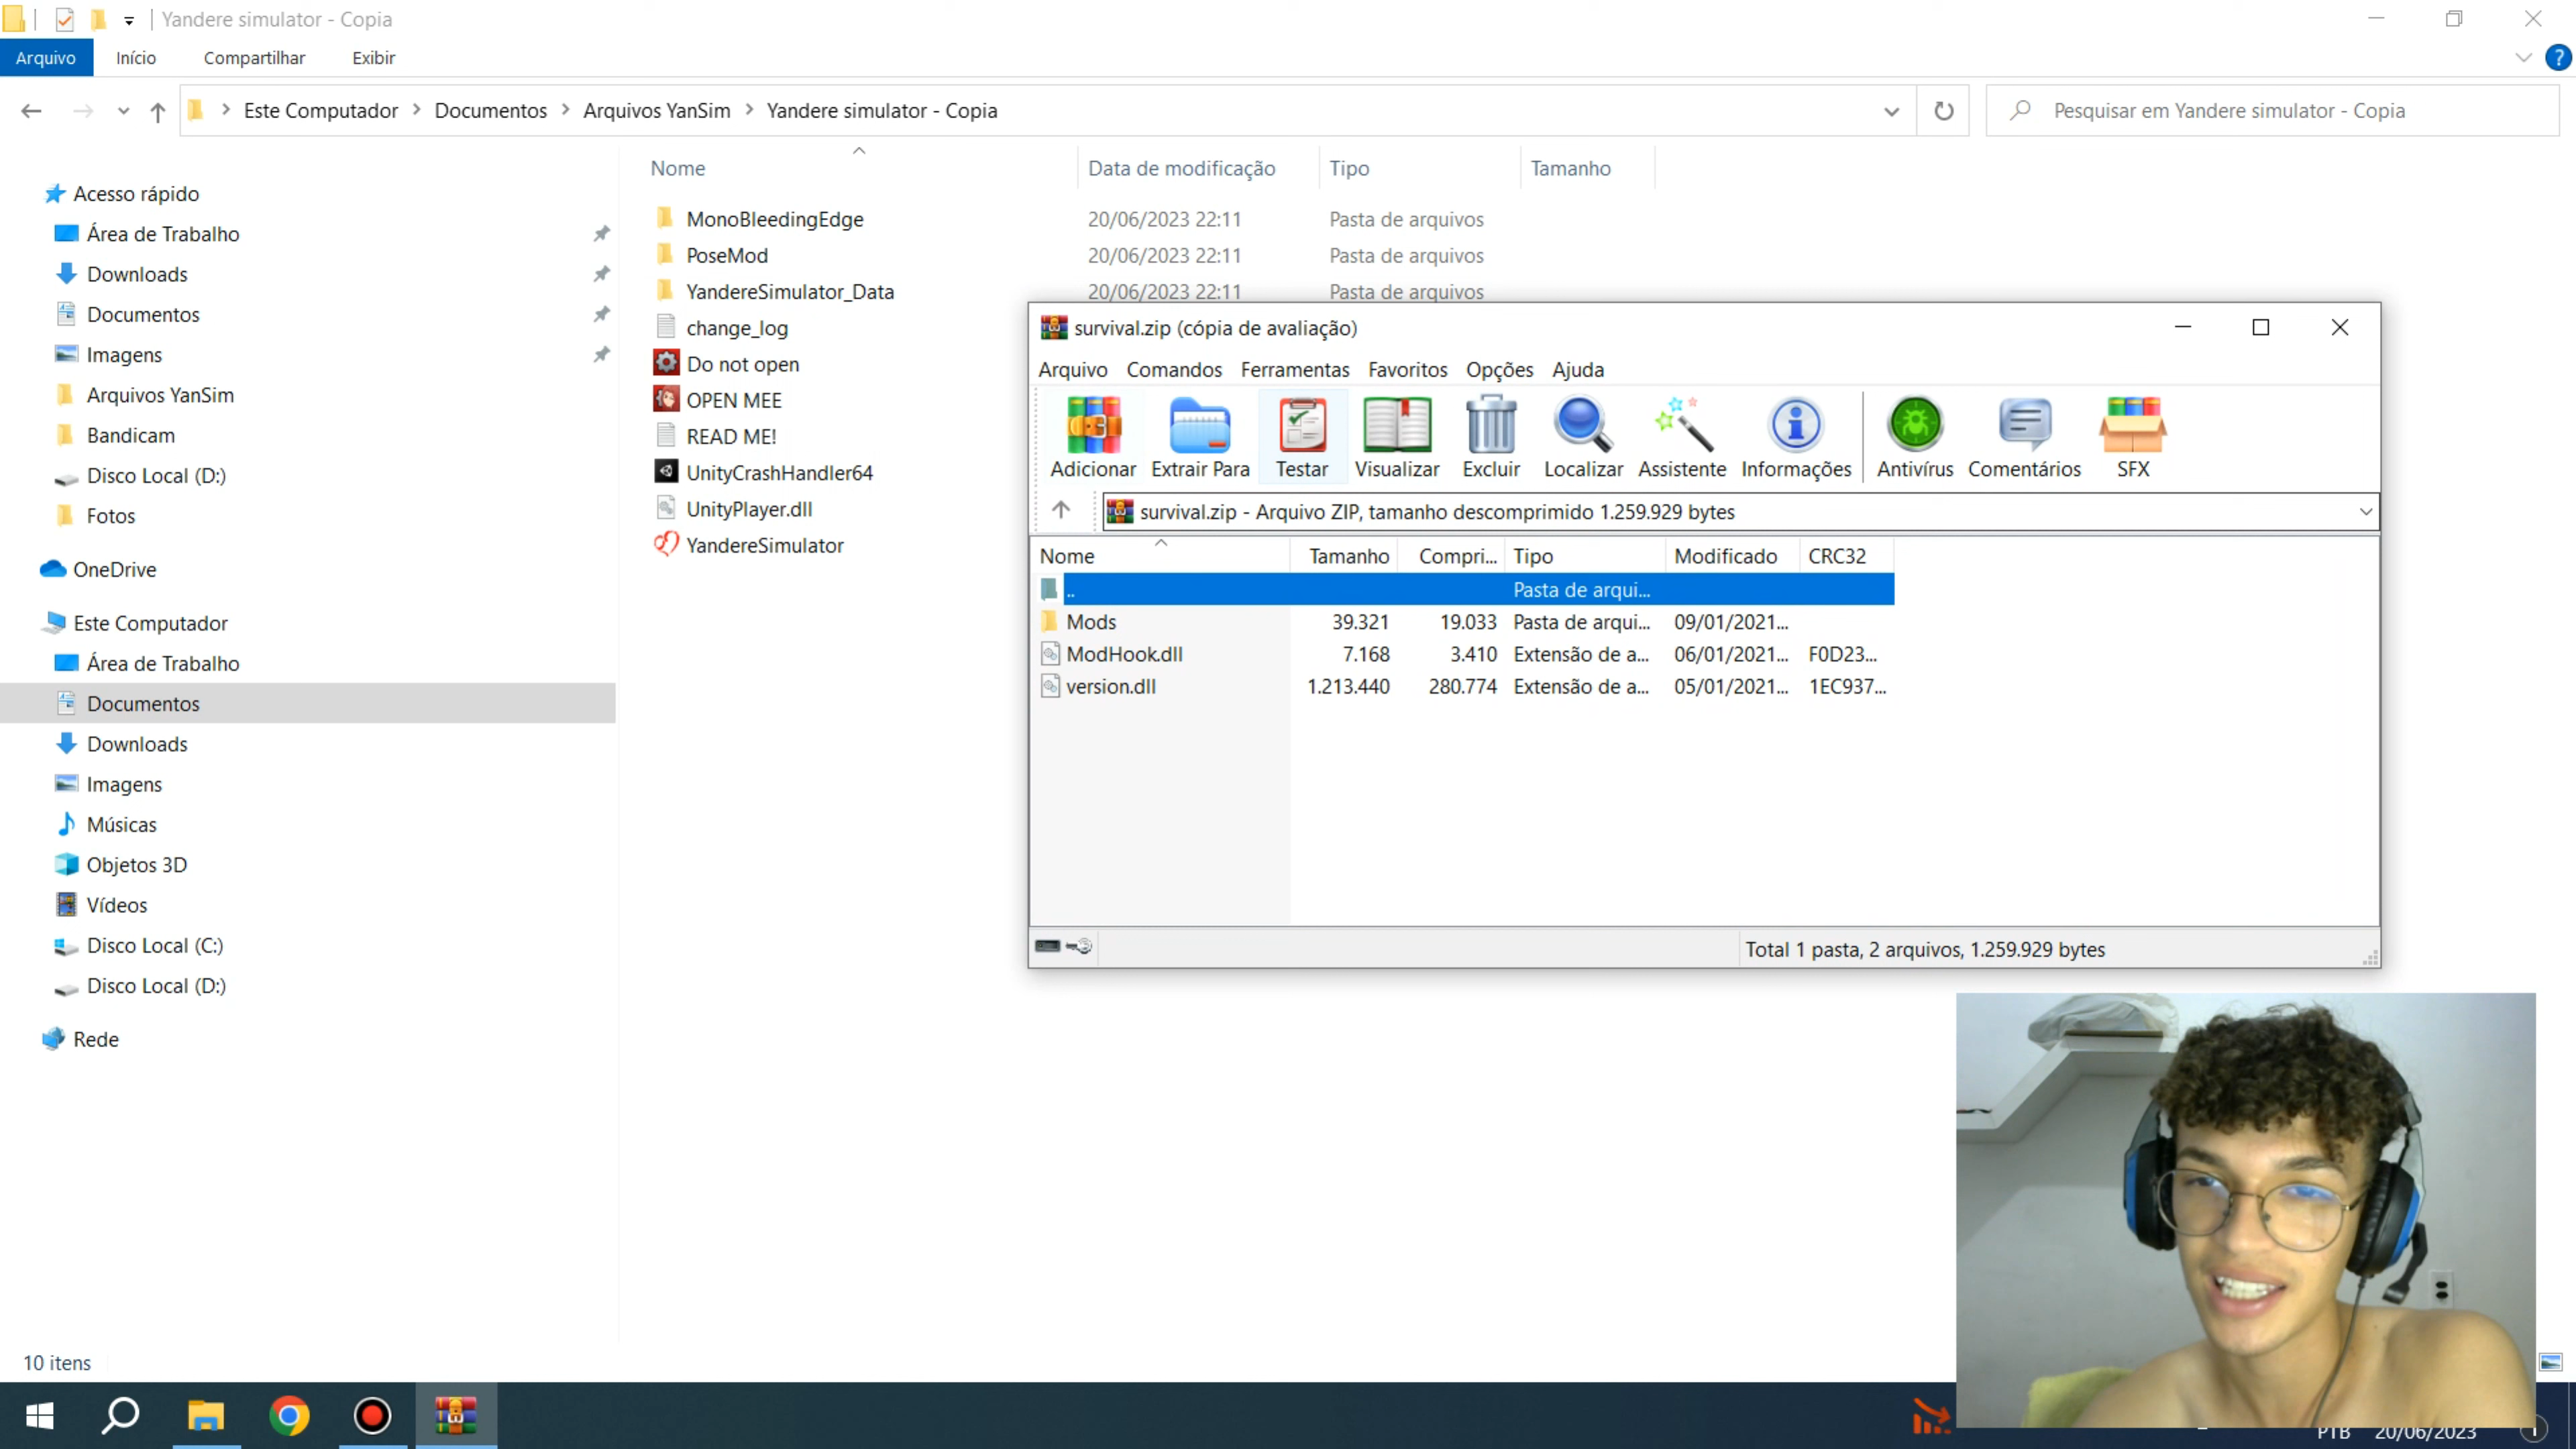 Yandere simulator - Copia
Arquivo Início Compartilhar Exibir
Este Computador Documentos Arquivos YanSim Yandere simulator - Copia
Pesquisar em Yandere simulator - Copia
Acesso rápido
Área de Trabalho
Downloads
Documentos
Imagens
Arquivos YanSim
Bandicam
Disco Local (D:)
Fotos
OneDrive
Este Computador
Área de Trabalho
Documentos
Downloads
Imagens
Músicas
Objetos 3D
Vídeos
Disco Local (C:)
Disco Local (D:)
Rede
Nome Data de modificação Tipo Tamanho
MonoBleedingEdge 20/06/2023 22:11 Pasta de arquivos
PoseMod 20/06/2023 22:11 Pasta de arquivos
YandereSimulator_Data 20/06/2023 22:11 Pasta de arquivos
change_log
Do not open
OPEN MEE
READ ME!
UnityCrashHandler64
UnityPlayer.dll
YandereSimulator
survival.zip (cópia de avaliação)
Arquivo Comandos Ferramentas Favoritos Opções Ajuda
Adicionar Extrair Para Testar Visualizar Excluir Localizar Assistente Informações Antivírus Comentários SFX
survival.zip - Arquivo ZIP, tamanho descomprimido 1.259.929 bytes
Nome Tamanho Compri... Tipo Modificado CRC32
.. Pasta de arqui...
Mods 39.321 19.033 Pasta de arqui... 09/01/2021...
ModHook.dll 7.168 3.410 Extensão de a... 06/01/2021... F0D23...
version.dll 1.213.440 280.774 Extensão de a... 05/01/2021... 1EC937...
Total 1 pasta, 2 arquivos, 1.259.929 bytes
10 itens
PTB 20/06/2023